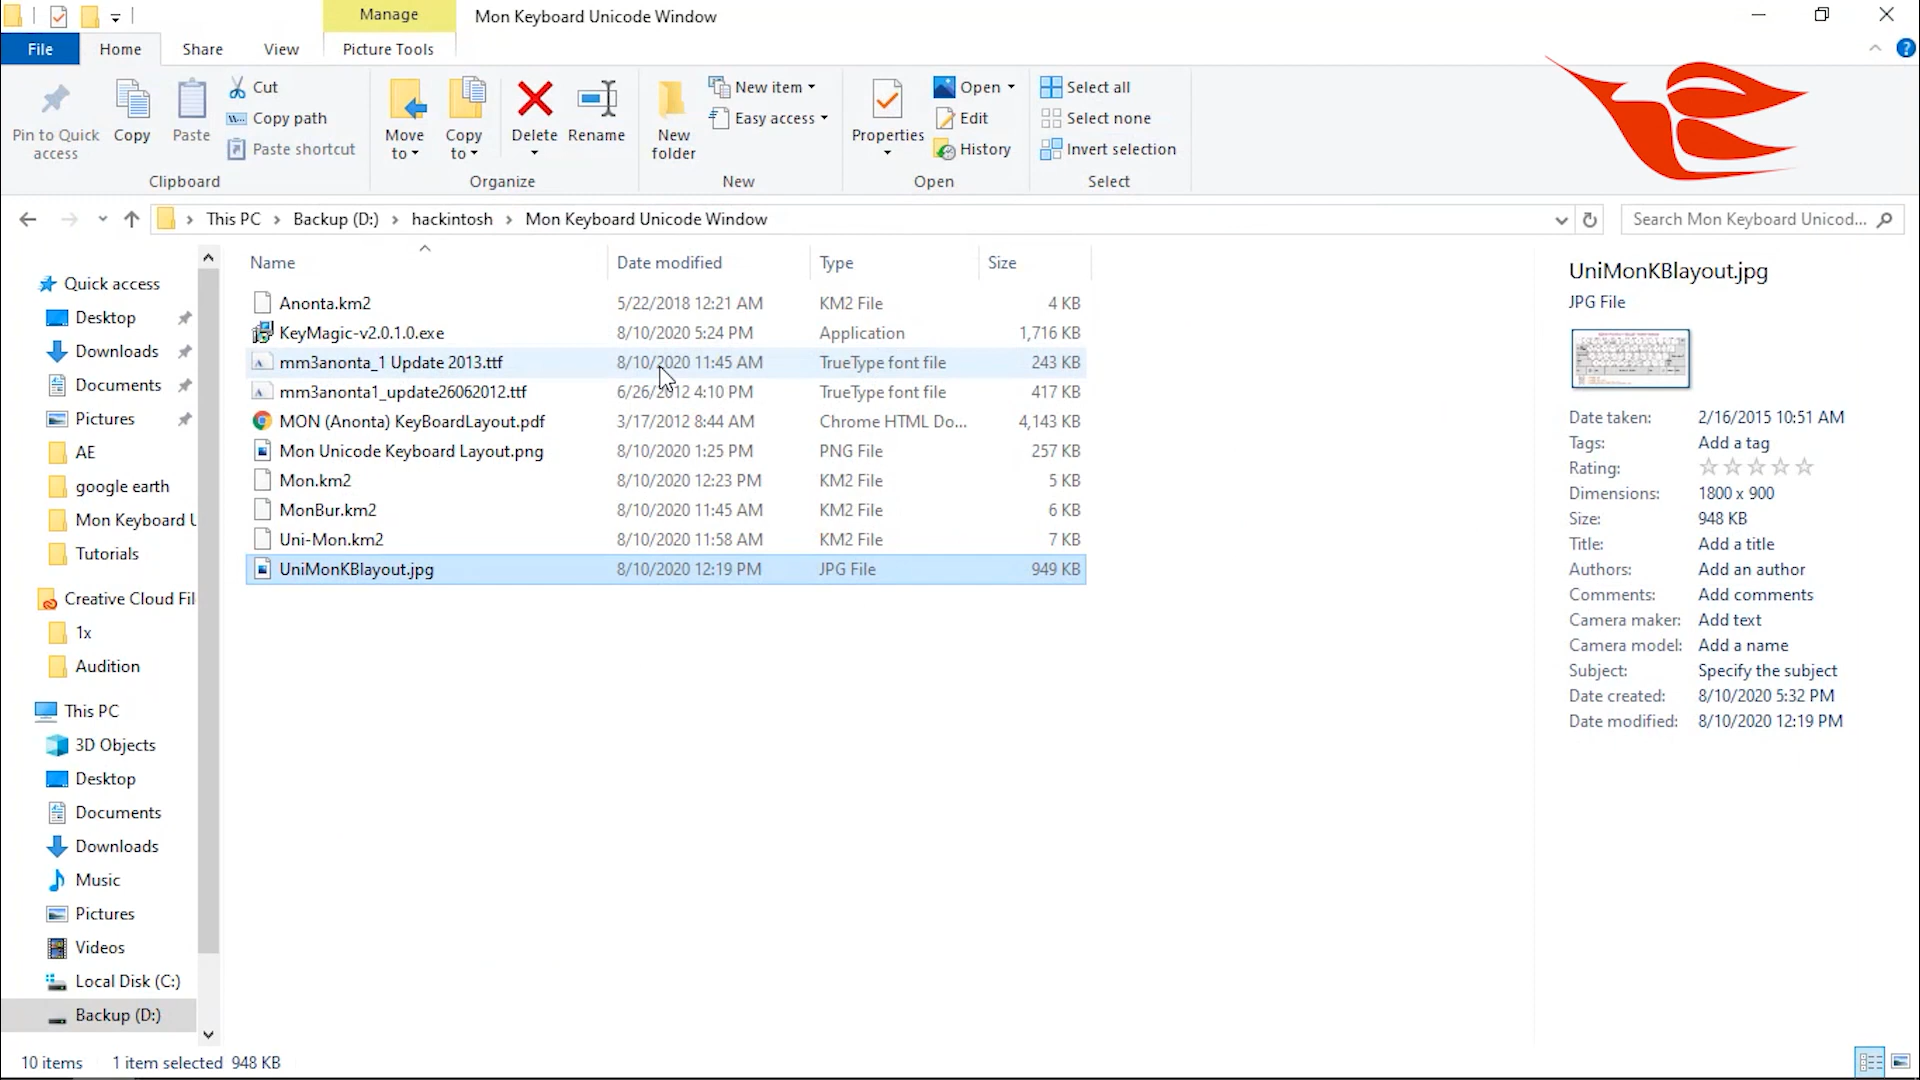 Manage
Mon Keyboard Unicode Window
File
Home
Share
View
Picture Tools
Pin to Quick access
Copy
Paste
Cut
Copy path
Paste shortcut
Clipboard
Move to
Copy to
Delete
Rename
Organize
New folder
New item
Easy access
New
Properties
Open
Edit
History
Open
Select all
Select none
Invert selection
Select
This PC > Backup (D:) > hackintosh > Mon Keyboard Unicode Window
Search Mon Keyboard Unicod...
Quick access
Desktop
Downloads
Documents
Pictures
AE
google earth
Mon Keyboard U
Tutorials
Creative Cloud Fil
1x
Audition
This PC
3D Objects
Desktop
Documents
Downloads
Music
Pictures
Videos
Local Disk (C:)
Backup (D:)
Name Date modified Type Size
Anonta.km2 5/22/2018 12:21 AM KM2 File 4 KB
KeyMagic-v2.0.1.0.exe 8/10/2020 5:24 PM Application 1,716 KB
mm3anonta_1 Update 2013.ttf 8/10/2020 11:45 AM TrueType font file 243 KB
mm3anonta1_update26062012.ttf 6/26/2012 4:10 PM TrueType font file 417 KB
MON (Anonta) KeyBoardLayout.pdf 3/17/2012 8:44 AM Chrome HTML Do... 4,143 KB
Mon Unicode Keyboard Layout.png 8/10/2020 1:25 PM PNG File 257 KB
Mon.km2 8/10/2020 12:23 PM KM2 File 5 KB
MonBur.km2 8/10/2020 11:45 AM KM2 File 6 KB
Uni-Mon.km2 8/10/2020 11:58 AM KM2 File 7 KB
UniMonKBlayout.jpg 8/10/2020 12:19 PM JPG File 949 KB
UniMonKBlayout.jpg
JPG File
Date taken: 2/16/2015 10:51 AM
Tags: Add a tag
Rating:
Dimensions: 1800 x 900
Size: 948 KB
Title: Add a title
Authors: Add an author
Comments: Add comments
Camera maker: Add text
Camera model: Add a name
Subject: Specify the subject
Date created: 8/10/2020 5:32 PM
Date modified: 8/10/2020 12:19 PM
10 items 1 item selected 948 KB